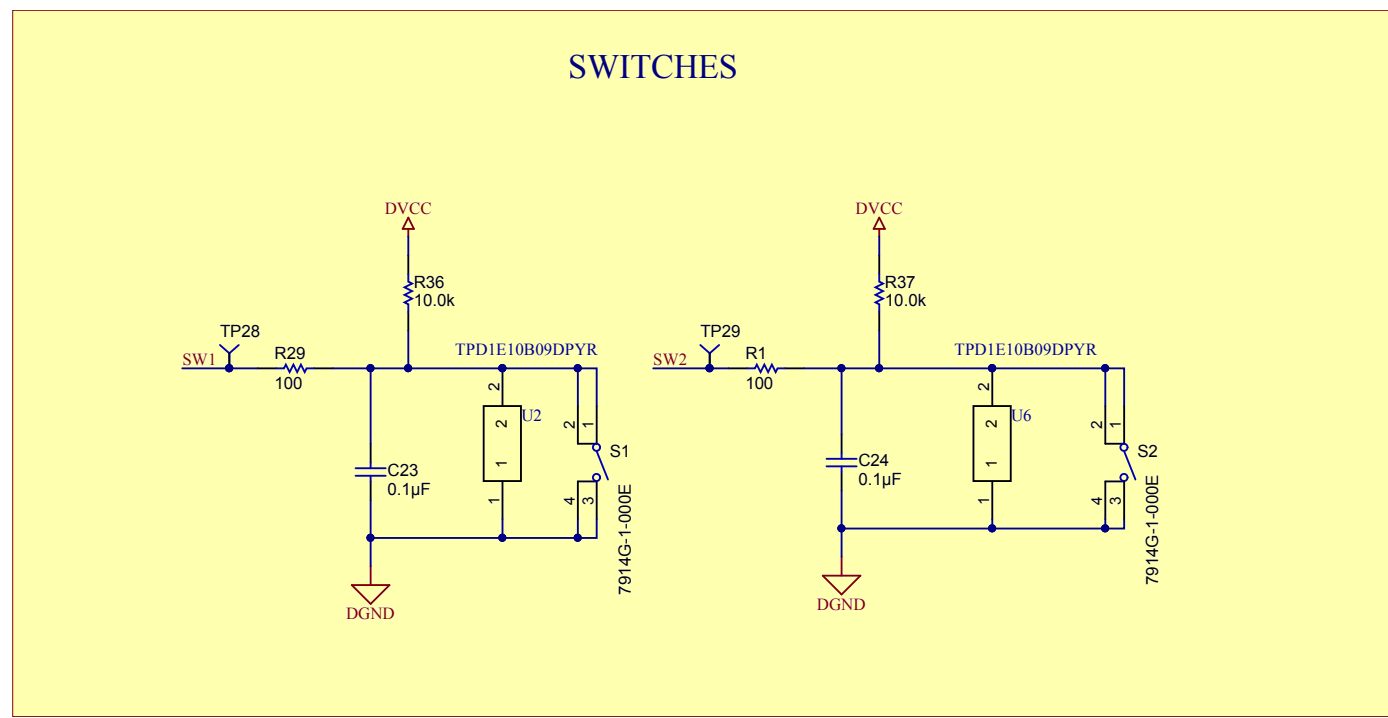 SWITCHES
DVCC
DVCC
R36
10.0k
R37
10.0k
TP28
TP29
SW1
R29
100
TPD1E10B09DPYR
SW2
R1
100
TPD1E10B09DPYR
2
2
1
1
U2
2
1
4
3
S1
7914G-1-000E
C23
0.1µF
2
2
1
1
U6
2
1
4
3
S2
7914G-1-000E
C24
0.1µF
DGND
DGND